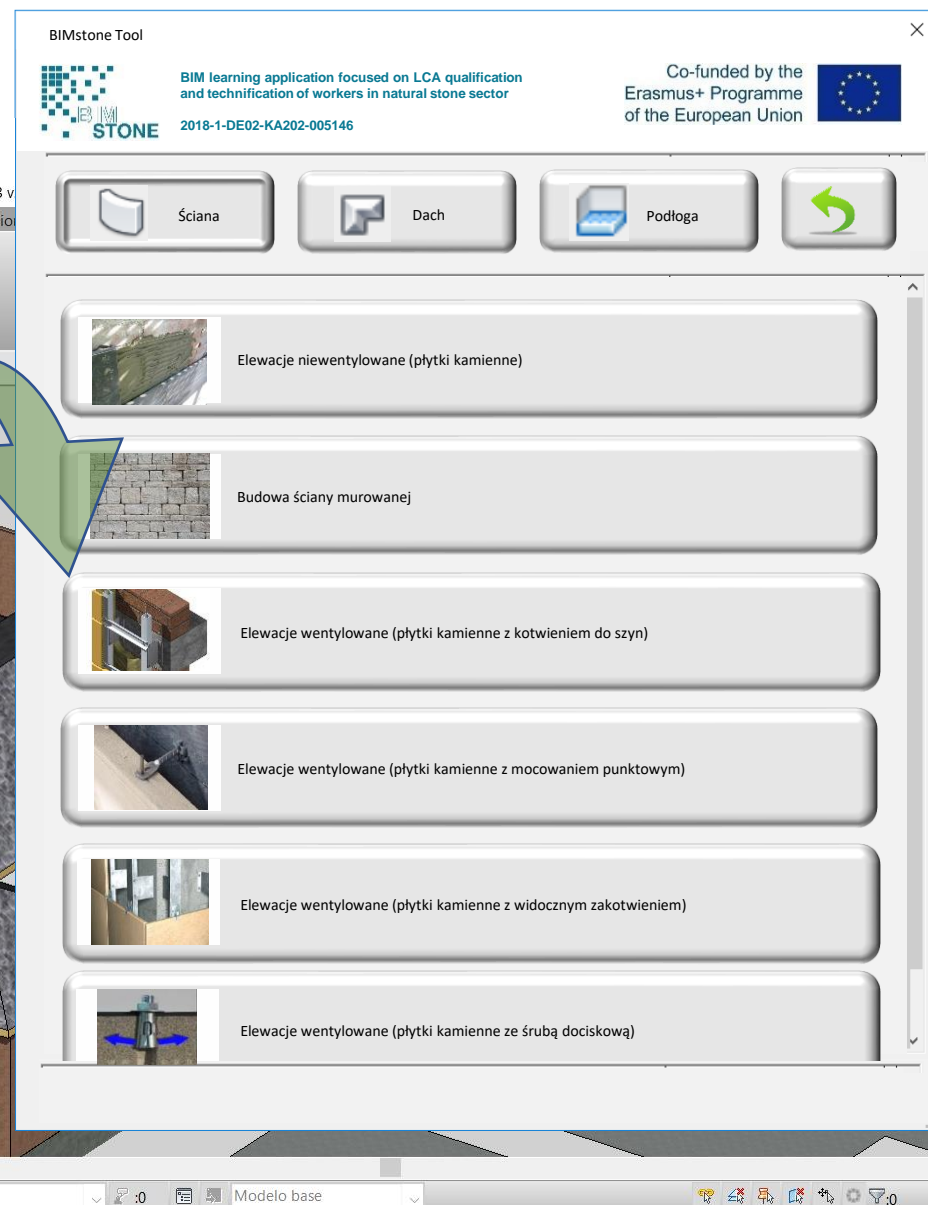 BIMstone Tool
BIM
STONE
BIM learning application focused on LCA qualification
and technification of workers in natural stone sector
2018-1-DE02-KA202-005146
Co-funded by the
Erasmus+ Programme
of the European Union
Ściana
Dach
Podłoga
Elewacje niewentylowane (płytki kamienne)
Budowa ściany murowanej
Elewacje wentylowane (płytki kamienne z kotwieniem do szyn)
Elewacje wentylowane (płytki kamienne z mocowaniem punktowym)
Elewacje wentylowane (płytki kamienne z widocznym zakotwieniem)
Elewacje wentylowane (płytki kamienne ze śrubą dociskową)
:0
Modelo base
:0